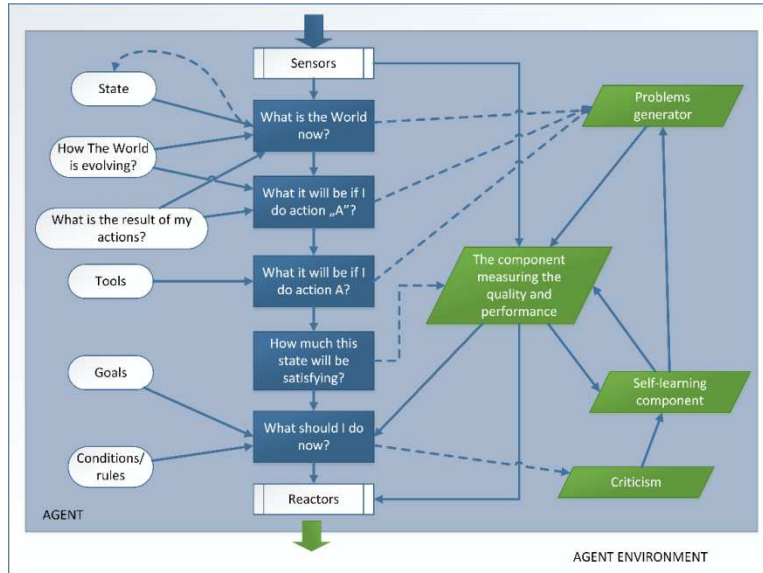 Sensors
State
What is the World
now?
Problems
generator
How The World
is evolving?
What it will be if I
do action „A"?
What is the result of my
actions?
The component
measuring the
quality and
performance
Tools
What it will be if I
do action A?
How much this
state will be
satisfying?
Goals
Self-learning
component
What should I do
now?
Conditions/
rules
Criticism
Reactors
AGENT
AGENT ENVIRONMENT